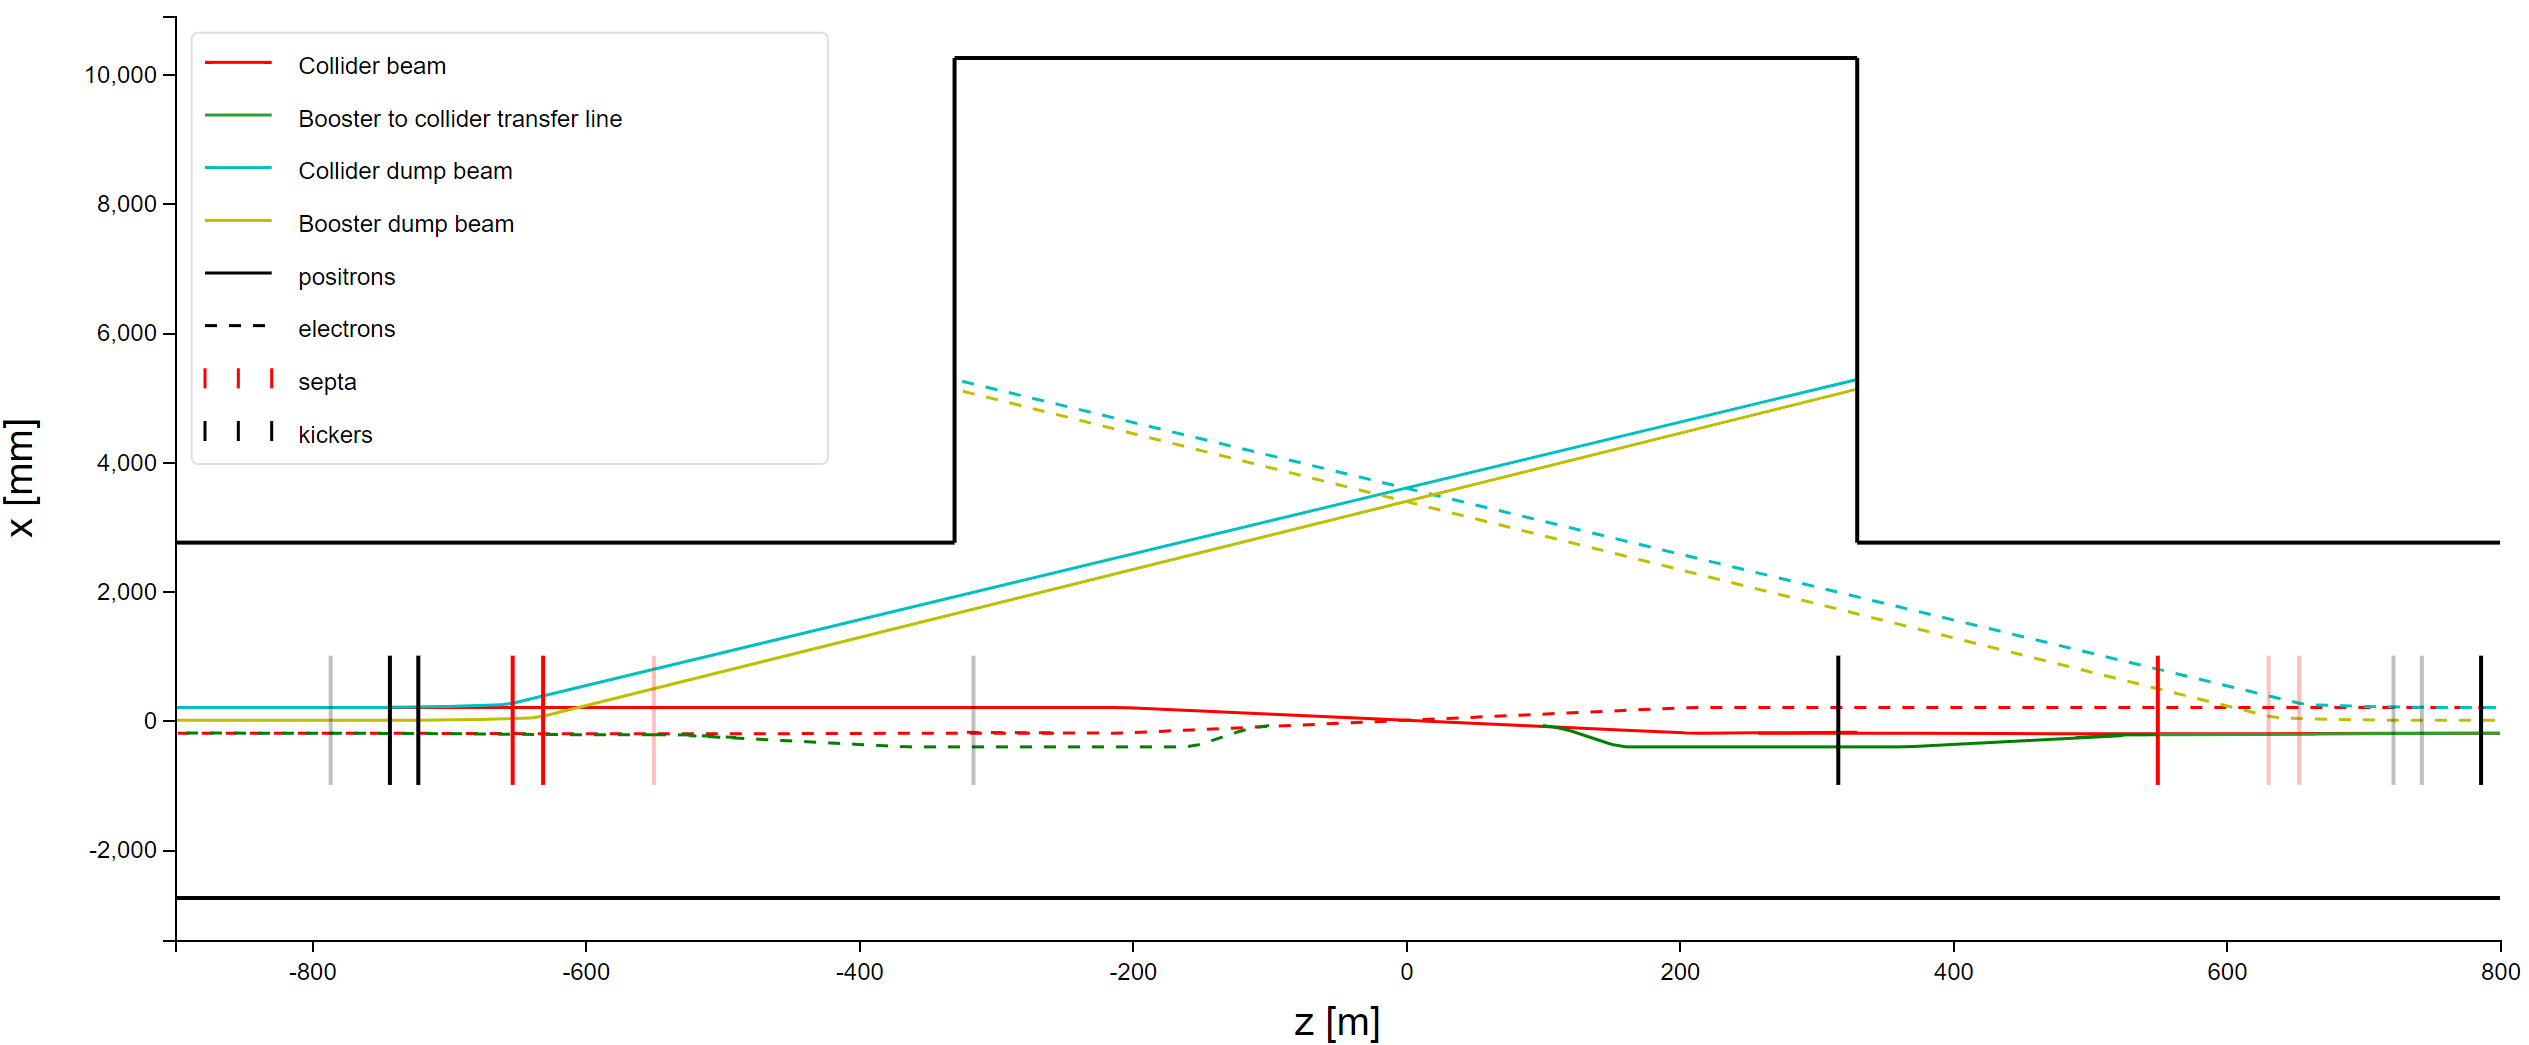 Collider beam
Booster to collider transfer line
Collider dump beam
Booster dump beam
positrons
electrons
septa
kickers
10,000
8,000
6,000
4,000
2,000
0
-2,000
x [mm]
-800 -600 -400 -200 0 200 400 600 800
z [m]